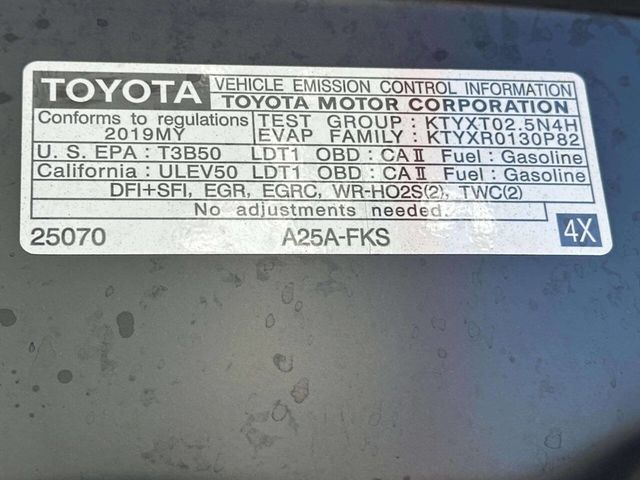 TOYOTA VEHICLE EMISSION CONTROL INFORMATION
TOYOTA MOTOR CORPORATION
Conforms to regulations TEST GROUP : KTYXT02.5N4H
2019MY EVAP FAMILY: KTYXR0130P82
U. S. EPA : T3B50 LDT1 OBD : CA II Fuel : Gasoline
California : ULEV50 LDT1 OBD : CA II Fuel : Gasoline
DFI+SFI, EGR, EGRC, WR-HO2S(2), TWC(2)
No adjustments needed.
25070 A25A-FKS 4X